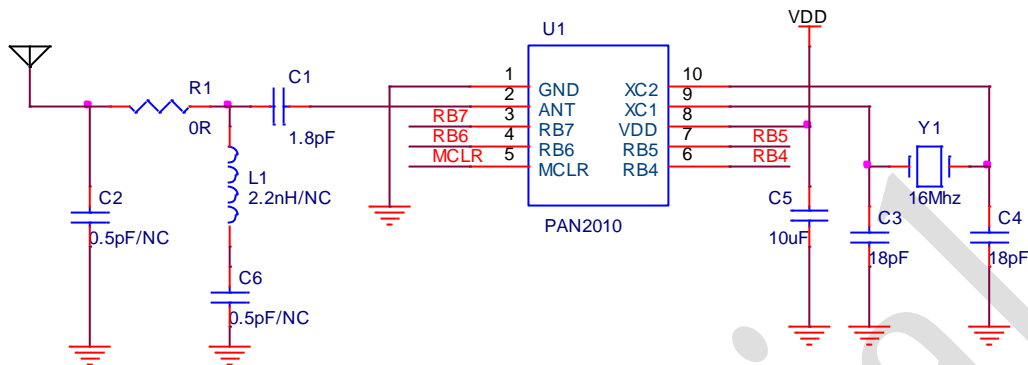 VDD
U1
R1
0R
C1
1.8pF
L1
2.2nH/NC
C2
0.5pF/NC
C6
0.5pF/NC
1 GND
2 ANT
RB7 3 RB7
RB6 4 RB6
MCLR 5 MCLR
XC2 10
XC1 9
VDD 8
RB5 7 RB5
RB4 6 RB4
PAN2010
Y1
16Mhz
C5
10uF
C3
18pF
C4
18pF